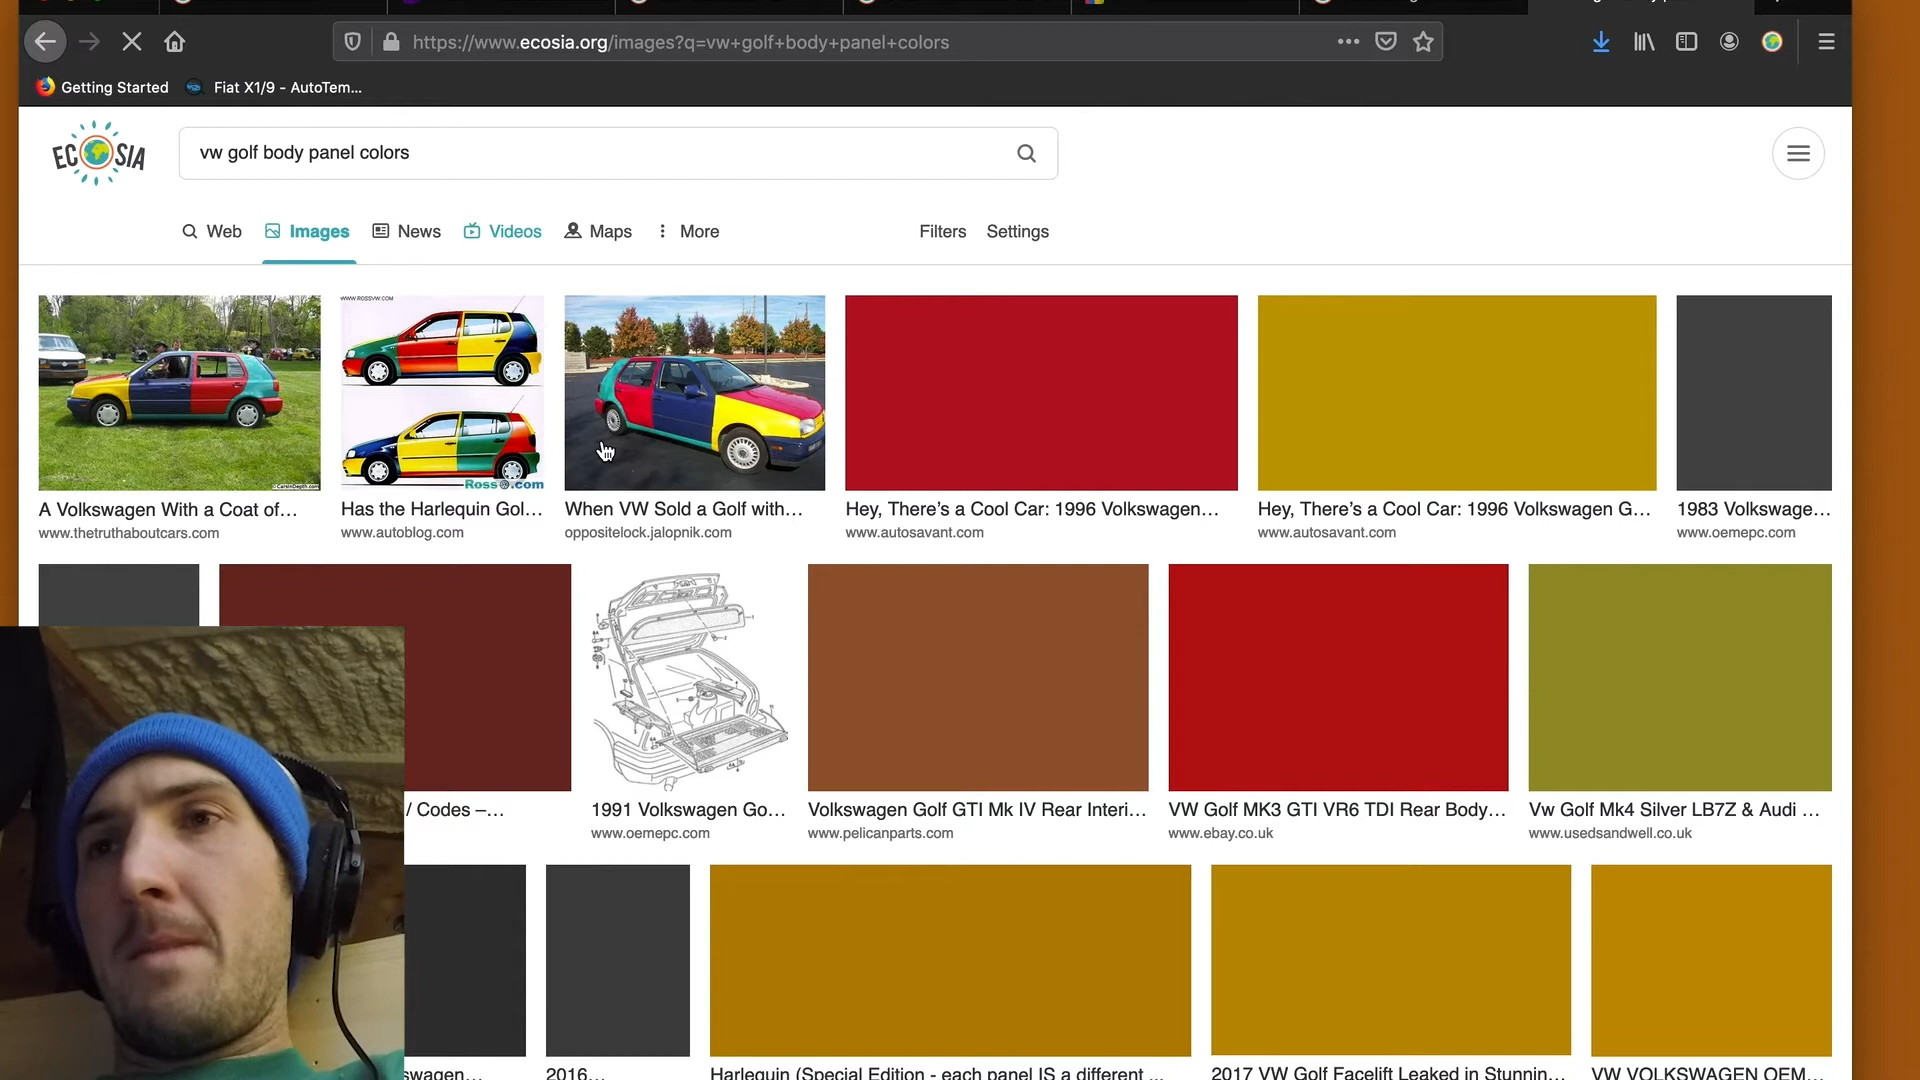 https://www.ecosia.org/images?q=vw+golf+body+panel+colors
Getting Started
Fiat X1/9 - AutoTem...
ECOSIA
vw golf body panel colors
Web
Images
News
Videos
Maps
More
Filters
Settings
WWW.ROSSVW.COM
Ross .com
A Volkswagen With a Coat of...
www.thetruthaboutcars.com
Has the Harlequin Gol...
www.autoblog.com
When VW Sold a Golf with...
oppositelock.jalopnik.com
Hey, There’s a Cool Car: 1996 Volkswagen...
www.autosavant.com
Hey, There’s a Cool Car: 1996 Volkswagen G...
www.autosavant.com
1983 Volkswage...
www.oemepc.com
/ Codes –...
1991 Volkswagen Go...
www.oemepc.com
Volkswagen Golf GTI Mk IV Rear Interi...
www.pelicanparts.com
VW Golf MK3 GTI VR6 TDI Rear Body...
www.ebay.co.uk
Vw Golf Mk4 Silver LB7Z & Audi ...
www.usedsandwell.co.uk
swagen...
2016...
Harlequin (Special Edition - each panel IS a different ...
2017 VW Golf Facelift Leaked in Stunnin...
VW VOLKSWAGEN OEM...